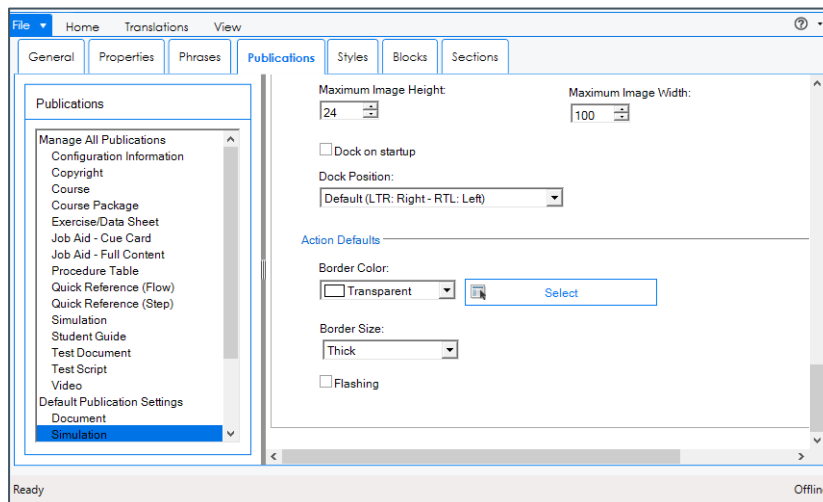 File Home Translations View
General Properties Phrases Publications Styles Blocks Sections
Publications
Manage All Publications
Configuration Information
Copyright
Course
Course Package
Exercise/Data Sheet
Job Aid - Cue Card
Job Aid - Full Content
Procedure Table
Quick Reference (Flow)
Quick Reference (Step)
Simulation
Student Guide
Test Document
Test Script
Video
Default Publication Settings
Document
Simulation
Maximum Image Height: Maximum Image Width:
24 100
Dock on startup
Dock Position:
Default (LTR: Right - RTL: Left)
Action Defaults
Border Color:
Transparent Select
Border Size:
Thick
Flashing
Ready Offlin